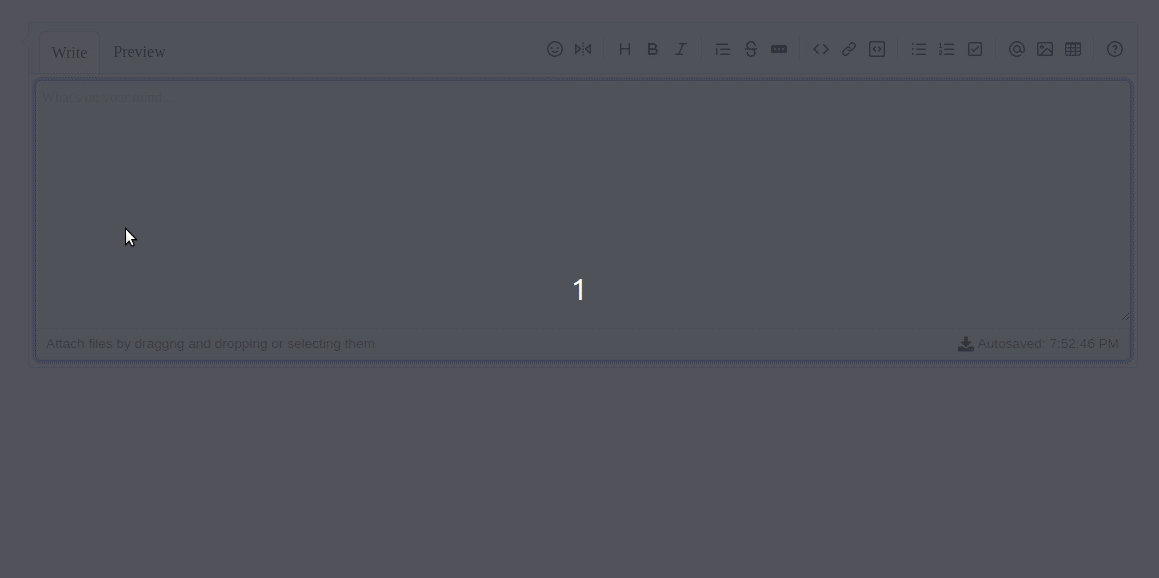 Write Preview
What's on your mind ...
1
Attach files by draggng and dropping or selecting them
Autosaved: 7:52:46 PM